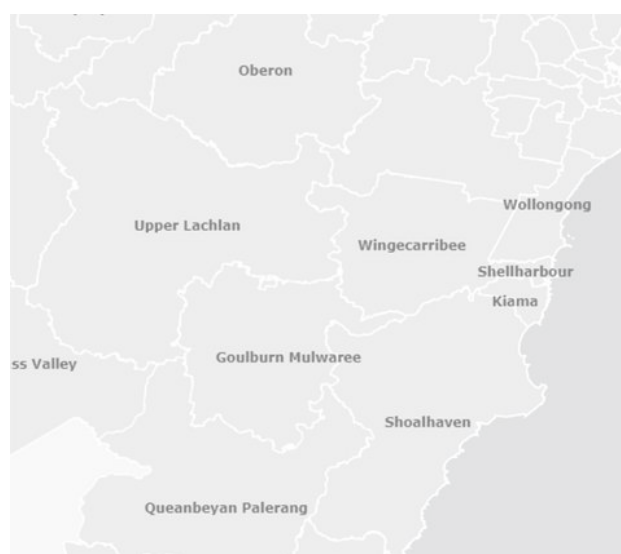 Oberon
Wollongong
Upper Lachlan
Wingecarribee
Shellharbour
Kiama
Goulburn Mulwaree
ss Valley
Shoalhaven
Queanbeyan Palerang